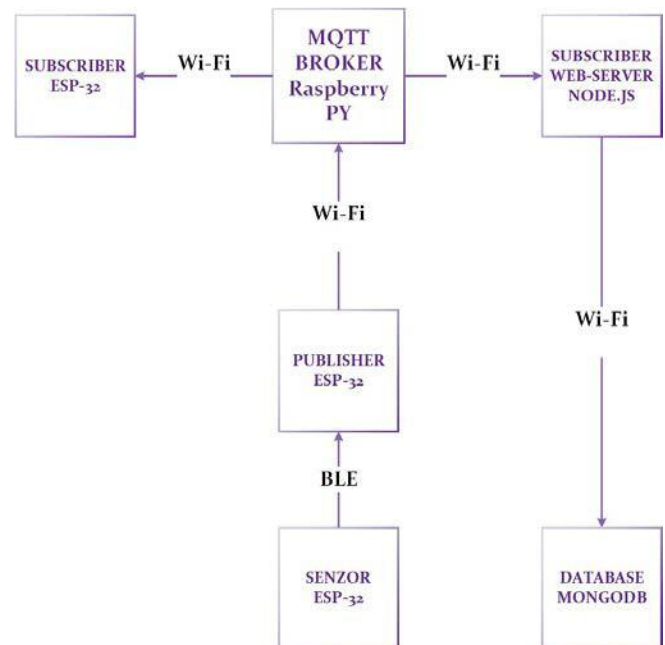 SUBSCRIBER
ESP-32
Wi-Fi
MQTT
BROKER
Raspberry
PY
Wi-Fi
SUBSCRIBER
WEB-SERVER
NODE.JS
Wi-Fi
Wi-Fi
PUBLISHER
ESP-32
BLE
SENZOR
ESP-32
DATABASE
MONGODB